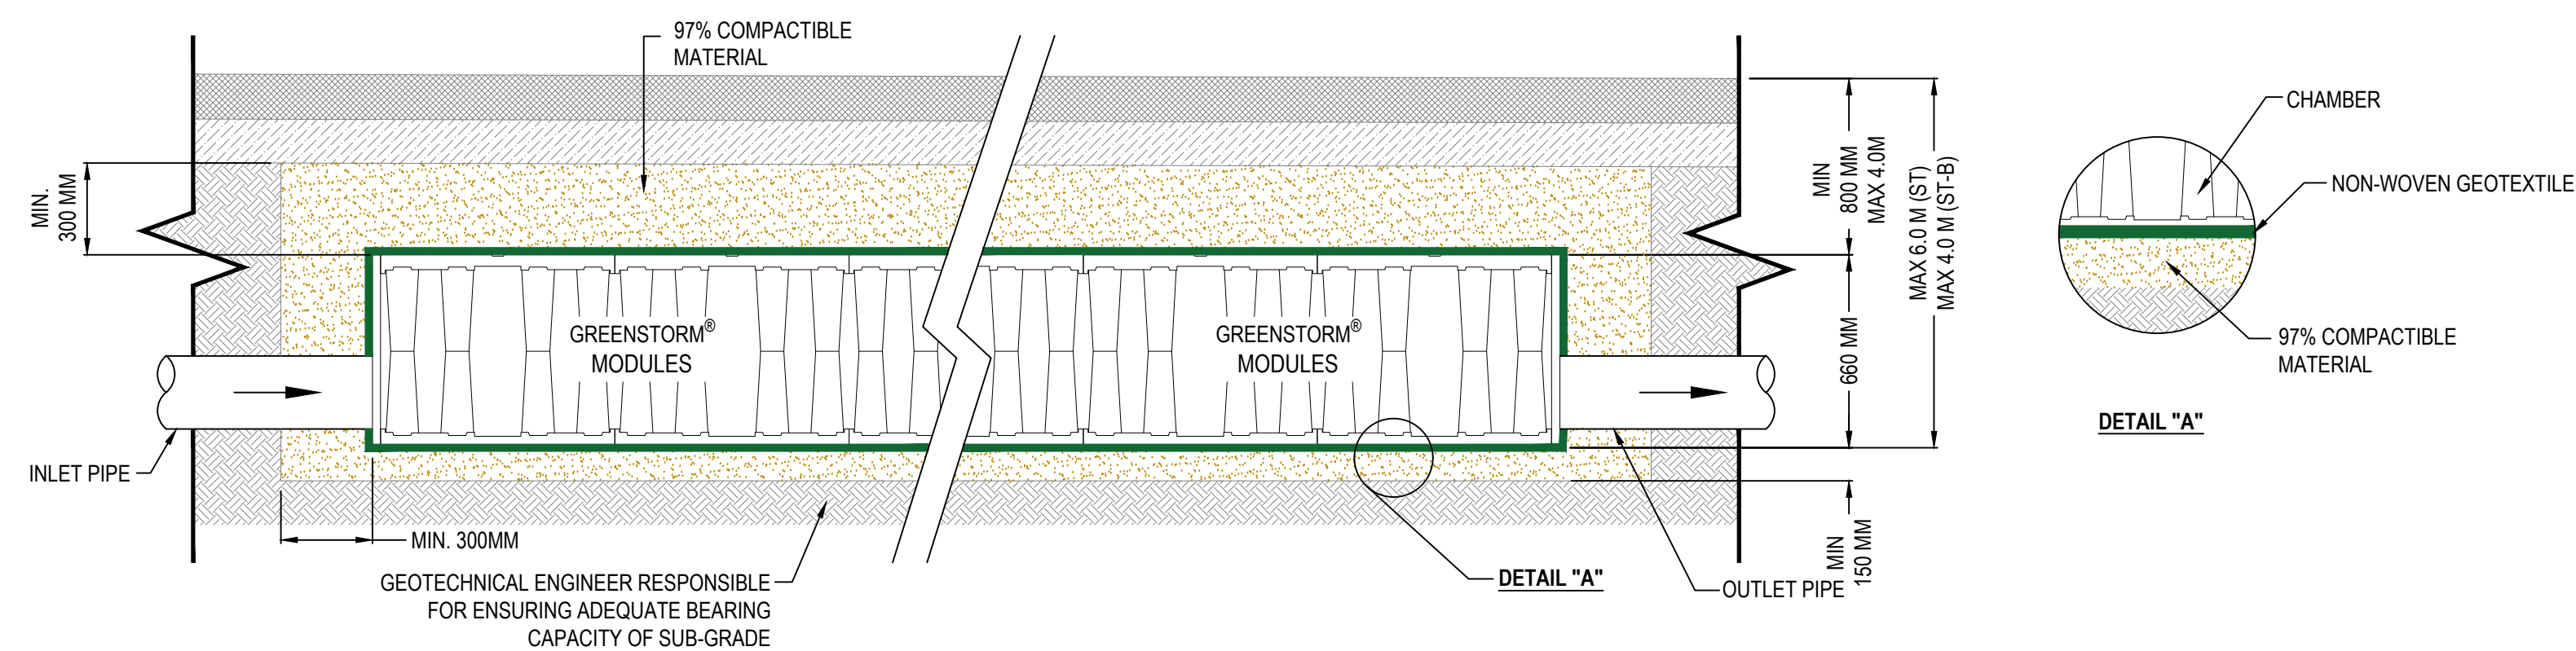 97% COMPACTIBLE
MATERIAL
MIN.
300 MM
GREENSTORM®
MODULES
GREENSTORM®
MODULES
INLET PIPE
MIN. 300MM
GEOTECHNICAL ENGINEER RESPONSIBLE
FOR ENSURING ADEQUATE BEARING
CAPACITY OF SUB-GRADE
DETAIL "A"
OUTLET PIPE
MIN
800 MM
MAX 4.0M
660 MM
MIN
150 MM
MAX 6.0 M (ST)
MAX 4.0 M (ST-B)
CHAMBER
NON-WOVEN GEOTEXTILE
97% COMPACTIBLE
MATERIAL
DETAIL "A"